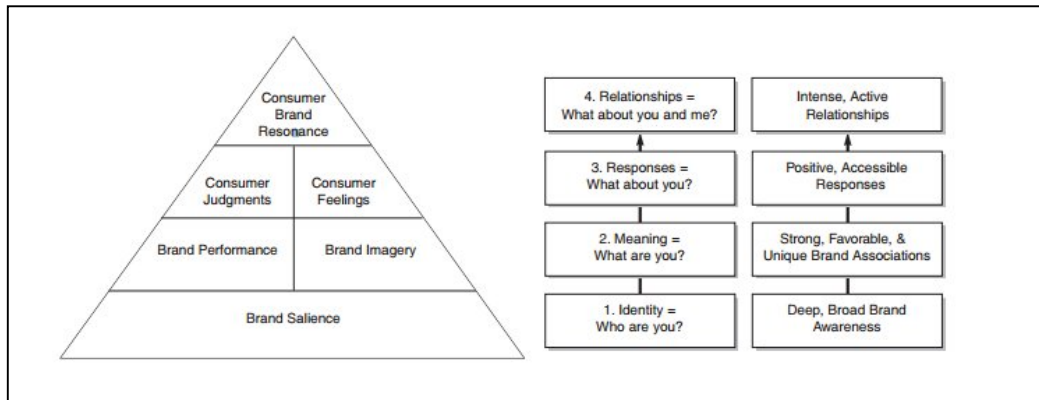 Consumer
Brand
Resonance
Consumer
Judgments
Consumer
Feelings
Brand Performance
Brand Imagery
Brand Salience
4. Relationships =
What about you and me?
3. Responses =
What about you?
2. Meaning =
What are you?
1. Identity =
Who are you?
Intense, Active
Relationships
Positive, Accessible
Responses
Strong, Favorable, &
Unique Brand Associations
Deep, Broad Brand
Awareness